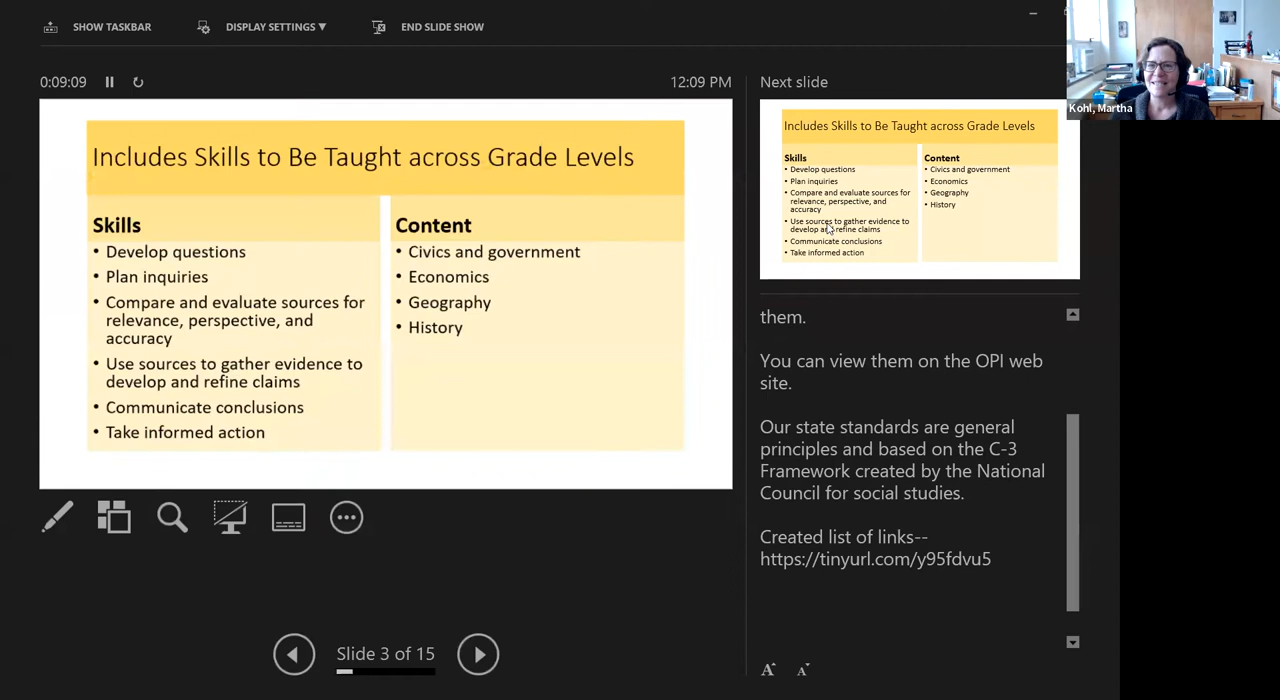 SHOW TASKBAR
DISPLAY SETTINGS ▼
END SLIDE SHOW
0:09:09
12:09 PM
Includes Skills to Be Taught across Grade Levels
Skills
• Develop questions
• Plan inquiries
• Compare and evaluate sources for
relevance, perspective, and
accuracy
• Use sources to gather evidence to
develop and refine claims
• Communicate conclusions
• Take informed action
Content
• Civics and government
• Economics
• Geography
• History
Slide 3 of 15
Next slide
Includes Skills to Be Taught across Grade Levels
Skills
• Develop questions
• Plan inquiries
• Compare and evaluate sources for
relevance, perspective, and
accuracy
• Use sources to gather evidence to
develop and refine claims
• Communicate conclusions
• Take informed action
Content
• Civics and government
• Economics
• Geography
• History
them.
You can view them on the OPI web
site.
Our state standards are general
principles and based on the C-3
Framework created by the National
Council for social studies.
Created list of links--
https://tinyurl.com/y95fdvu5
A A
Kohl, Martha